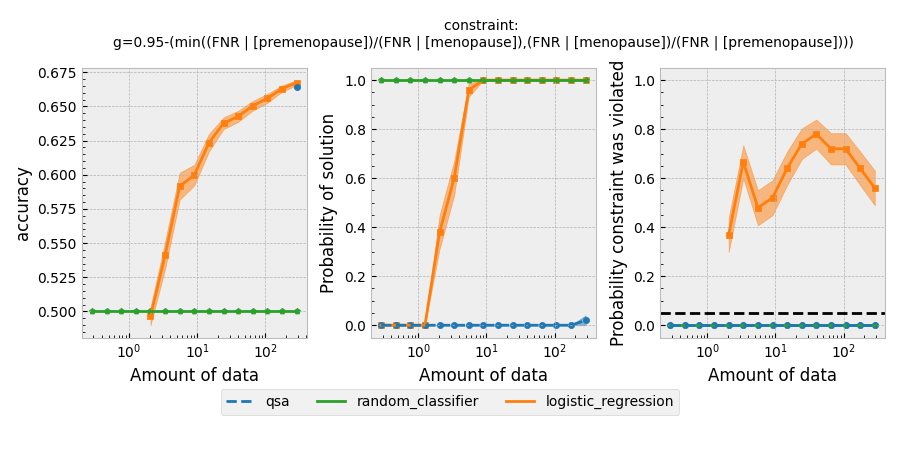 constraint:
g=0.95-(min((FNR | [premenopause])/(FNR | [menopause]),(FNR | [menopause])/(FNR | [premenopause])))
accuracy
0.675
0.650
0.625
0.600
0.575
0.550
0.525
0.500
10⁰ 10¹ 10²
Amount of data
Probability of solution
1.0
0.8
0.6
0.4
0.2
0.0
10⁰ 10¹ 10²
Amount of data
Probability constraint was violated
1.0
0.8
0.6
0.4
0.2
0.0
10⁰ 10¹ 10²
Amount of data
qsa random_classifier logistic_regression